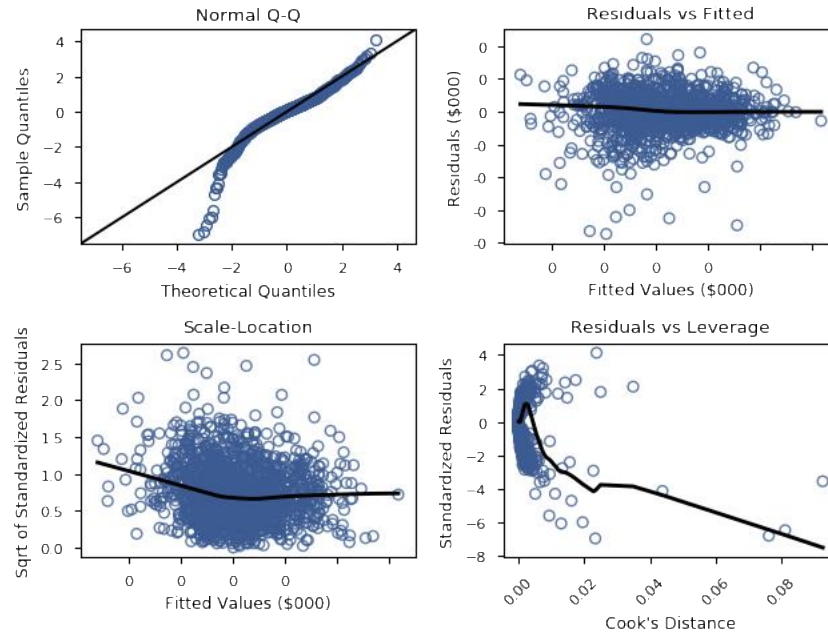 Normal Q-Q
4
2
0
−2
−4
−6
Sample Quantiles
−6 −4 −2 0 2 4
Theoretical Quantiles
Residuals vs Fitted
0
0
0
-0
-0
-0
-0
Residuals ($000)
0 0 0 0
Fitted Values ($000)
Scale-Location
2.5
2.0
1.5
1.0
0.5
0.0
Sqrt of Standardized Residuals
0 0 0 0
Fitted Values ($000)
Residuals vs Leverage
4
2
0
−2
−4
−6
−8
Standardized Residuals
0.00 0.02 0.04 0.06 0.08
Cook's Distance